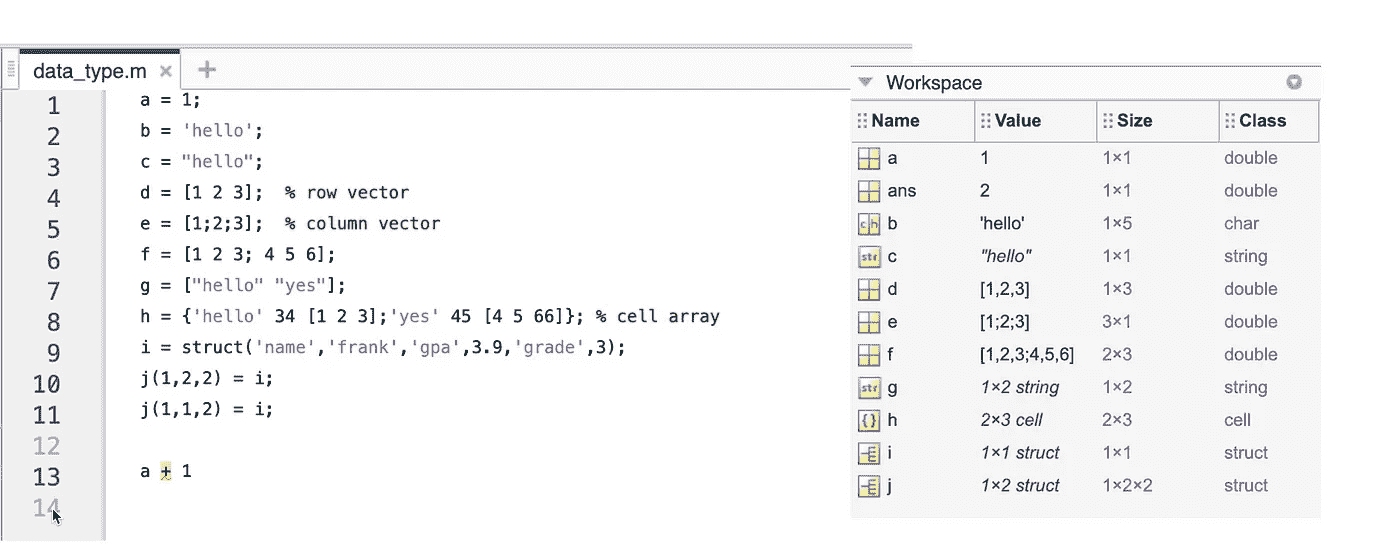 data_type.m × +
1 a = 1;
2 b = 'hello';
3 c = "hello";
4 d = [1 2 3];  % row vector
5 e = [1;2;3];  % column vector
6 f = [1 2 3; 4 5 6];
7 g = ["hello" "yes"];
8 h = {'hello' 34 [1 2 3];'yes' 45 [4 5 66]}; % cell array
9 i = struct('name','frank','gpa',3.9,'grade',3);
10 j(1,2,2) = i;
11 j(1,1,2) = i;
12
13 a + 1
14
Workspace
Name Value Size Class
a 1 1×1 double
ans 2 1×1 double
ch b 'hello' 1×5 char
str c "hello" 1×1 string
d [1,2,3] 1×3 double
e [1;2;3] 3×1 double
f [1,2,3;4,5,6] 2×3 double
str g 1×2 string 1×2 string
{} h 2×3 cell 2×3 cell
i 1×1 struct 1×1 struct
j 1×2 struct 1×2×2 struct